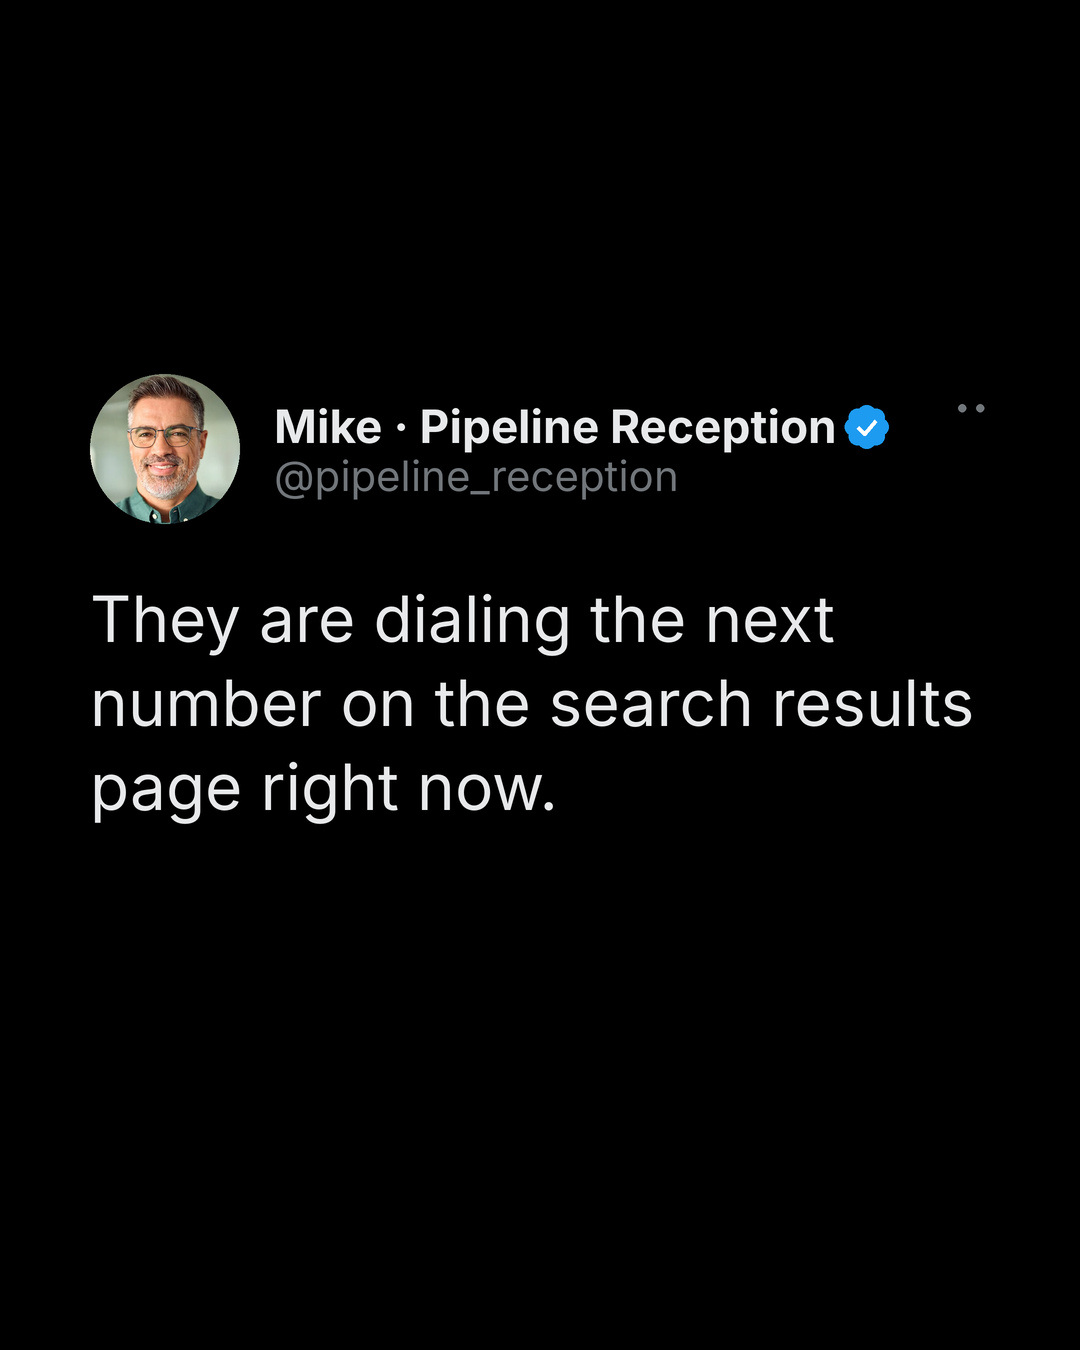 Mike · Pipeline Reception
@pipeline_reception
They are dialing the next
number on the search results
page right now.